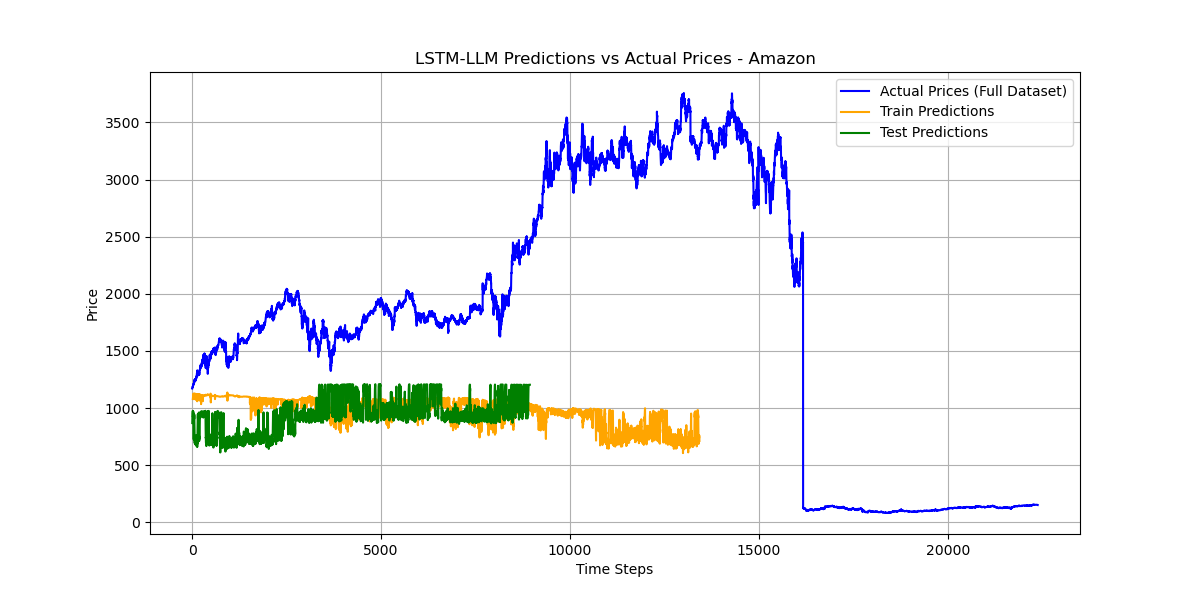 LSTM-LLM Predictions vs Actual Prices - Amazon
Actual Prices (Full Dataset)
Train Predictions
Test Predictions
Price
3500
3000
2500
2000
1500
1000
500
0
0 5000 10000 15000 20000
Time Steps